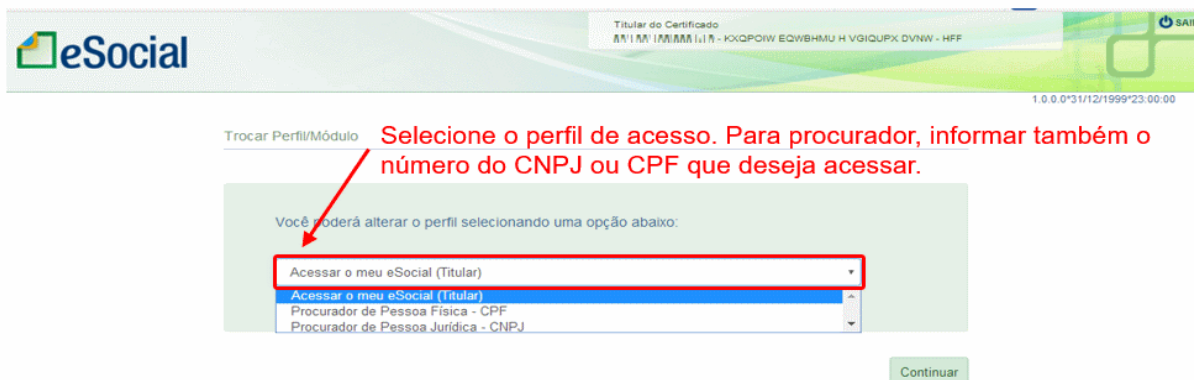 eSocial
Titular do Certificado
- KXQPOIW EQWBHMU H VGIQUPX DVNW - HFF
SAIR
1.0.0.0*31/12/1999*23:00:00
Trocar Perfil/Módulo
Selecione o perfil de acesso. Para procurador, informar também o
número do CNPJ ou CPF que deseja acessar.
Você poderá alterar o perfil selecionando uma opção abaixo:
Acessar o meu eSocial (Titular)
Acessar o meu eSocial (Titular)
Procurador de Pessoa Física - CPF
Procurador de Pessoa Jurídica - CNPJ
Continuar